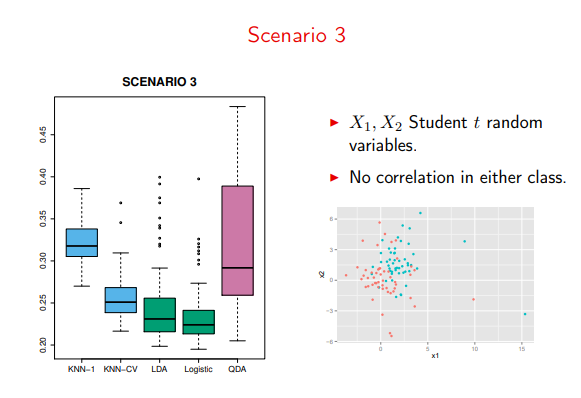 Scenario 3
SCENARIO 3
0.45
0.40
0.35
0.30
0.25
0.20
KNN−1
KNN−CV
LDA
Logistic
QDA
► X1, X2 Student t random
variables.
► No correlation in either class.
6
3
0
−3
−6
x2
0
5
10
15
x1